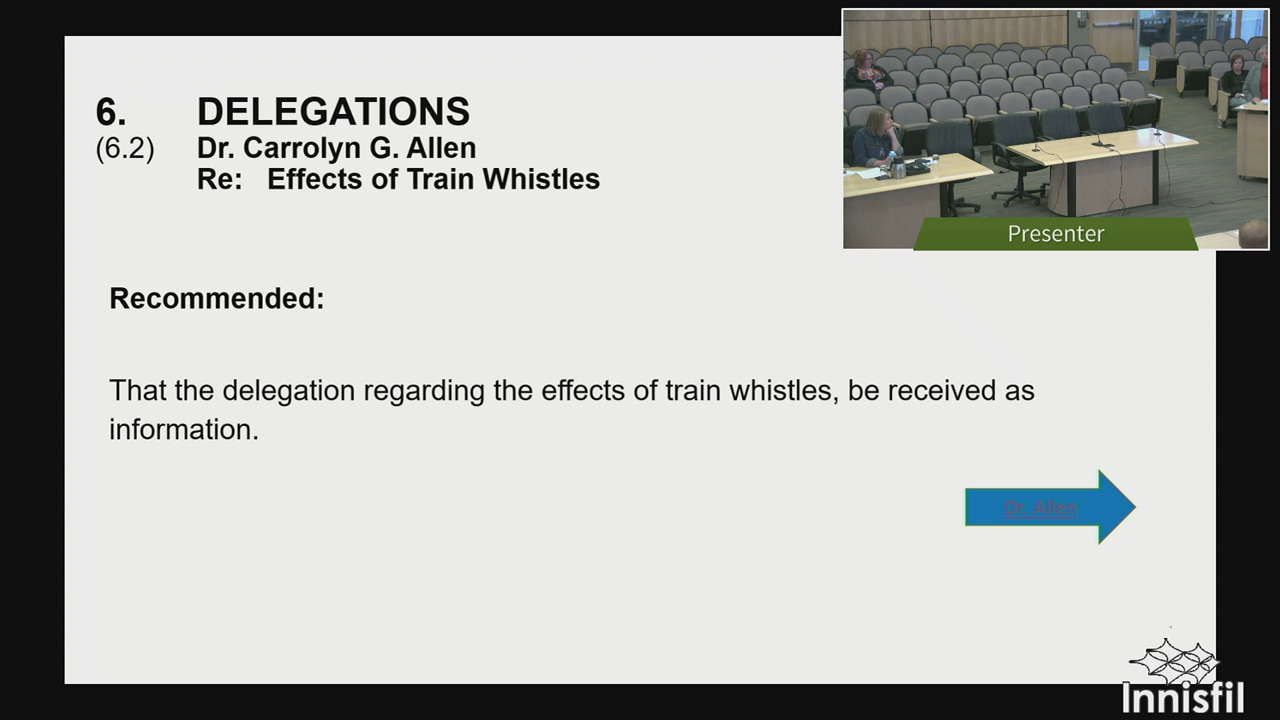 6. DELEGATIONS
(6.2) Dr. Carrolyn G. Allen
Re: Effects of Train Whistles
Presenter
Recommended:
That the delegation regarding the effects of train whistles, be received as
information.
Dr. Allen
Innisfil